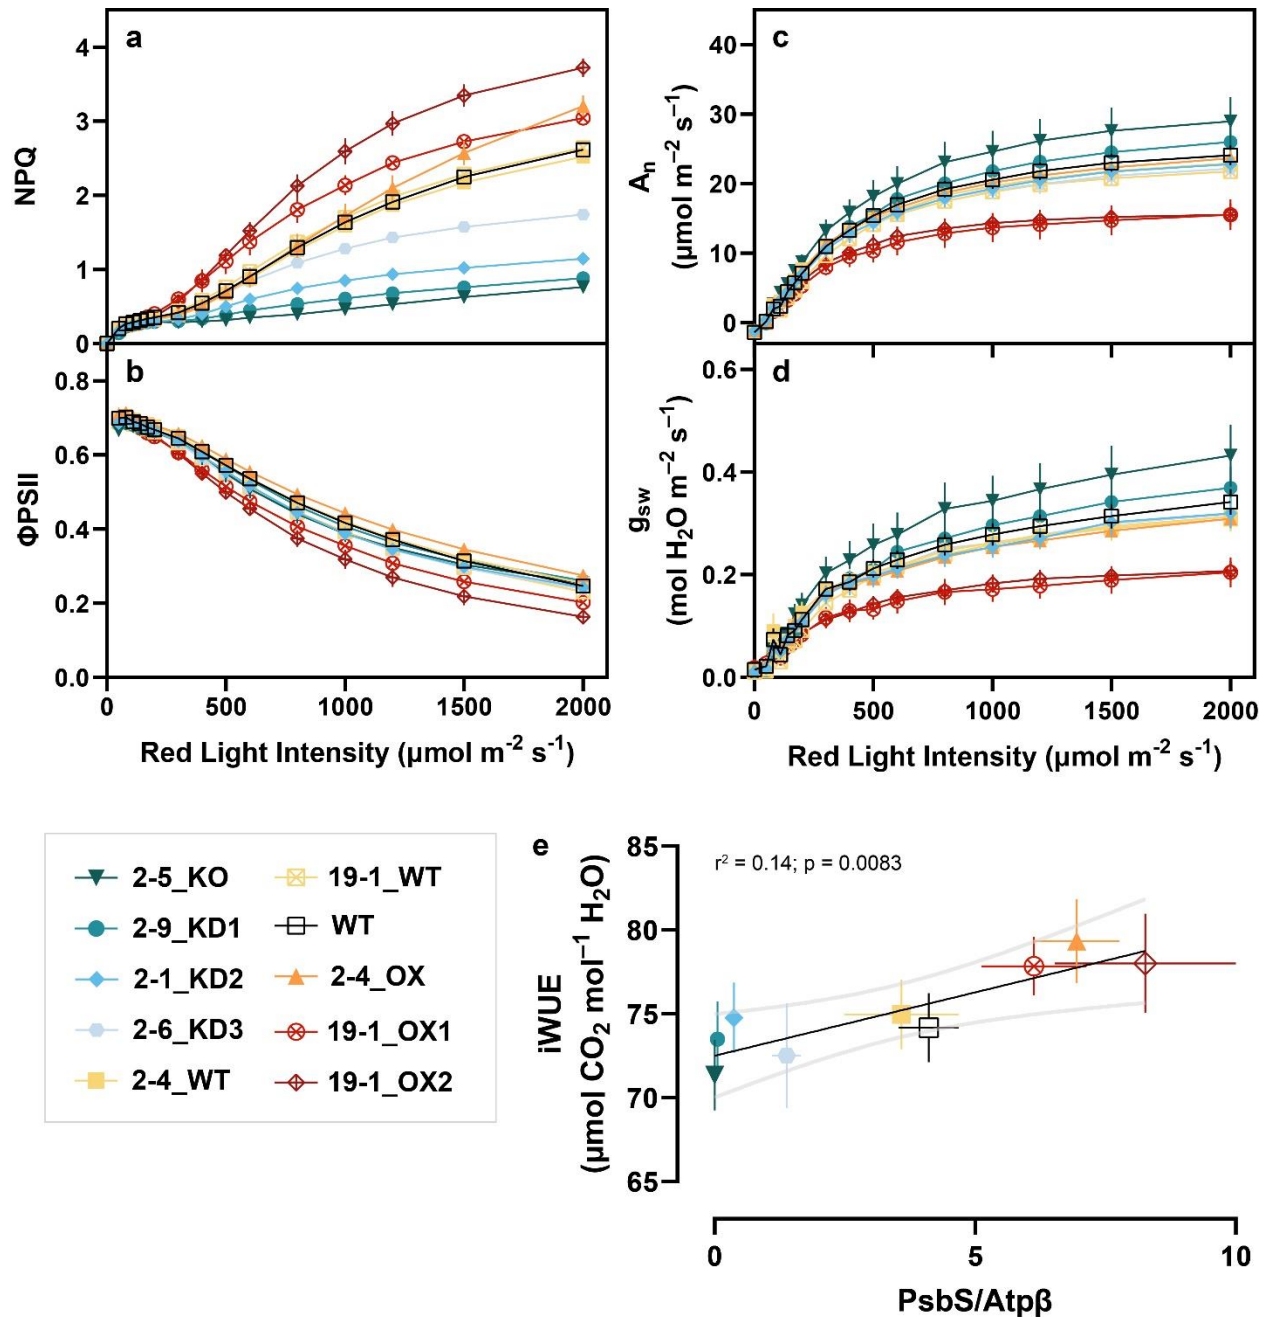 a
4
3
2
1
0
NPQ
b
0.8
0.6
0.4
0.2
0.0
ΦPSII
0 500 1000 1500 2000
Red Light Intensity (µmol m⁻² s⁻¹)
c
40
30
20
10
0
Aₙ
(µmol m⁻² s⁻¹)
d
0.6
0.4
0.2
0.0
g_sw
(mol H₂O m⁻² s⁻¹)
0 500 1000 1500 2000
Red Light Intensity (µmol m⁻² s⁻¹)
2-5_KO
2-9_KD1
2-1_KD2
2-6_KD3
2-4_WT
19-1_WT
WT
2-4_OX
19-1_OX1
19-1_OX2
e
r² = 0.14; p = 0.0083
85
80
75
70
65
iWUE
(µmol CO₂ mol⁻¹ H₂O)
0 5 10
PsbS/Atpβ